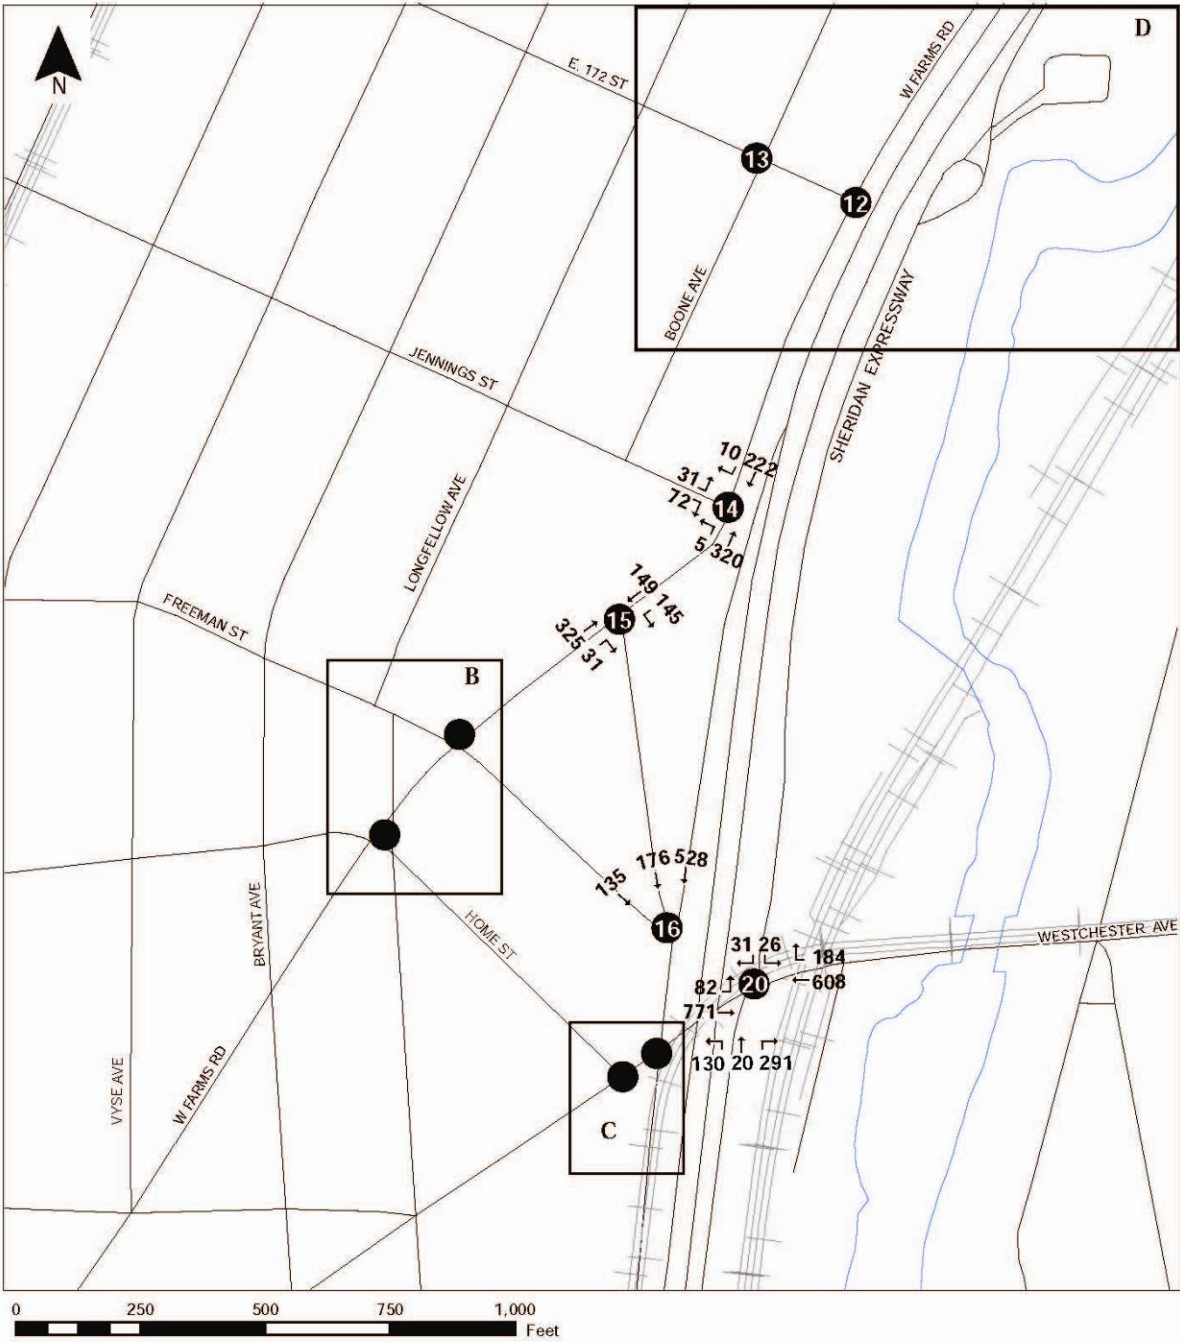 D
N
E. 172 ST
W FARMS RD
13
12
BOONE AVE
SHERIDAN EXPRESSWAY
JENNINGS ST
10 222
31
72
14
5 320
LONGFELLOW AVE
149 145
15
325 31
FREEMAN ST
B
176 528
135
16
BRYANT AVE
HOME ST
WESTCHESTER AVE
31 26
184
82
20
608
771
130 20 291
VYSE AVE
W FARMS RD
C
0 250 500 750 1,000
Feet